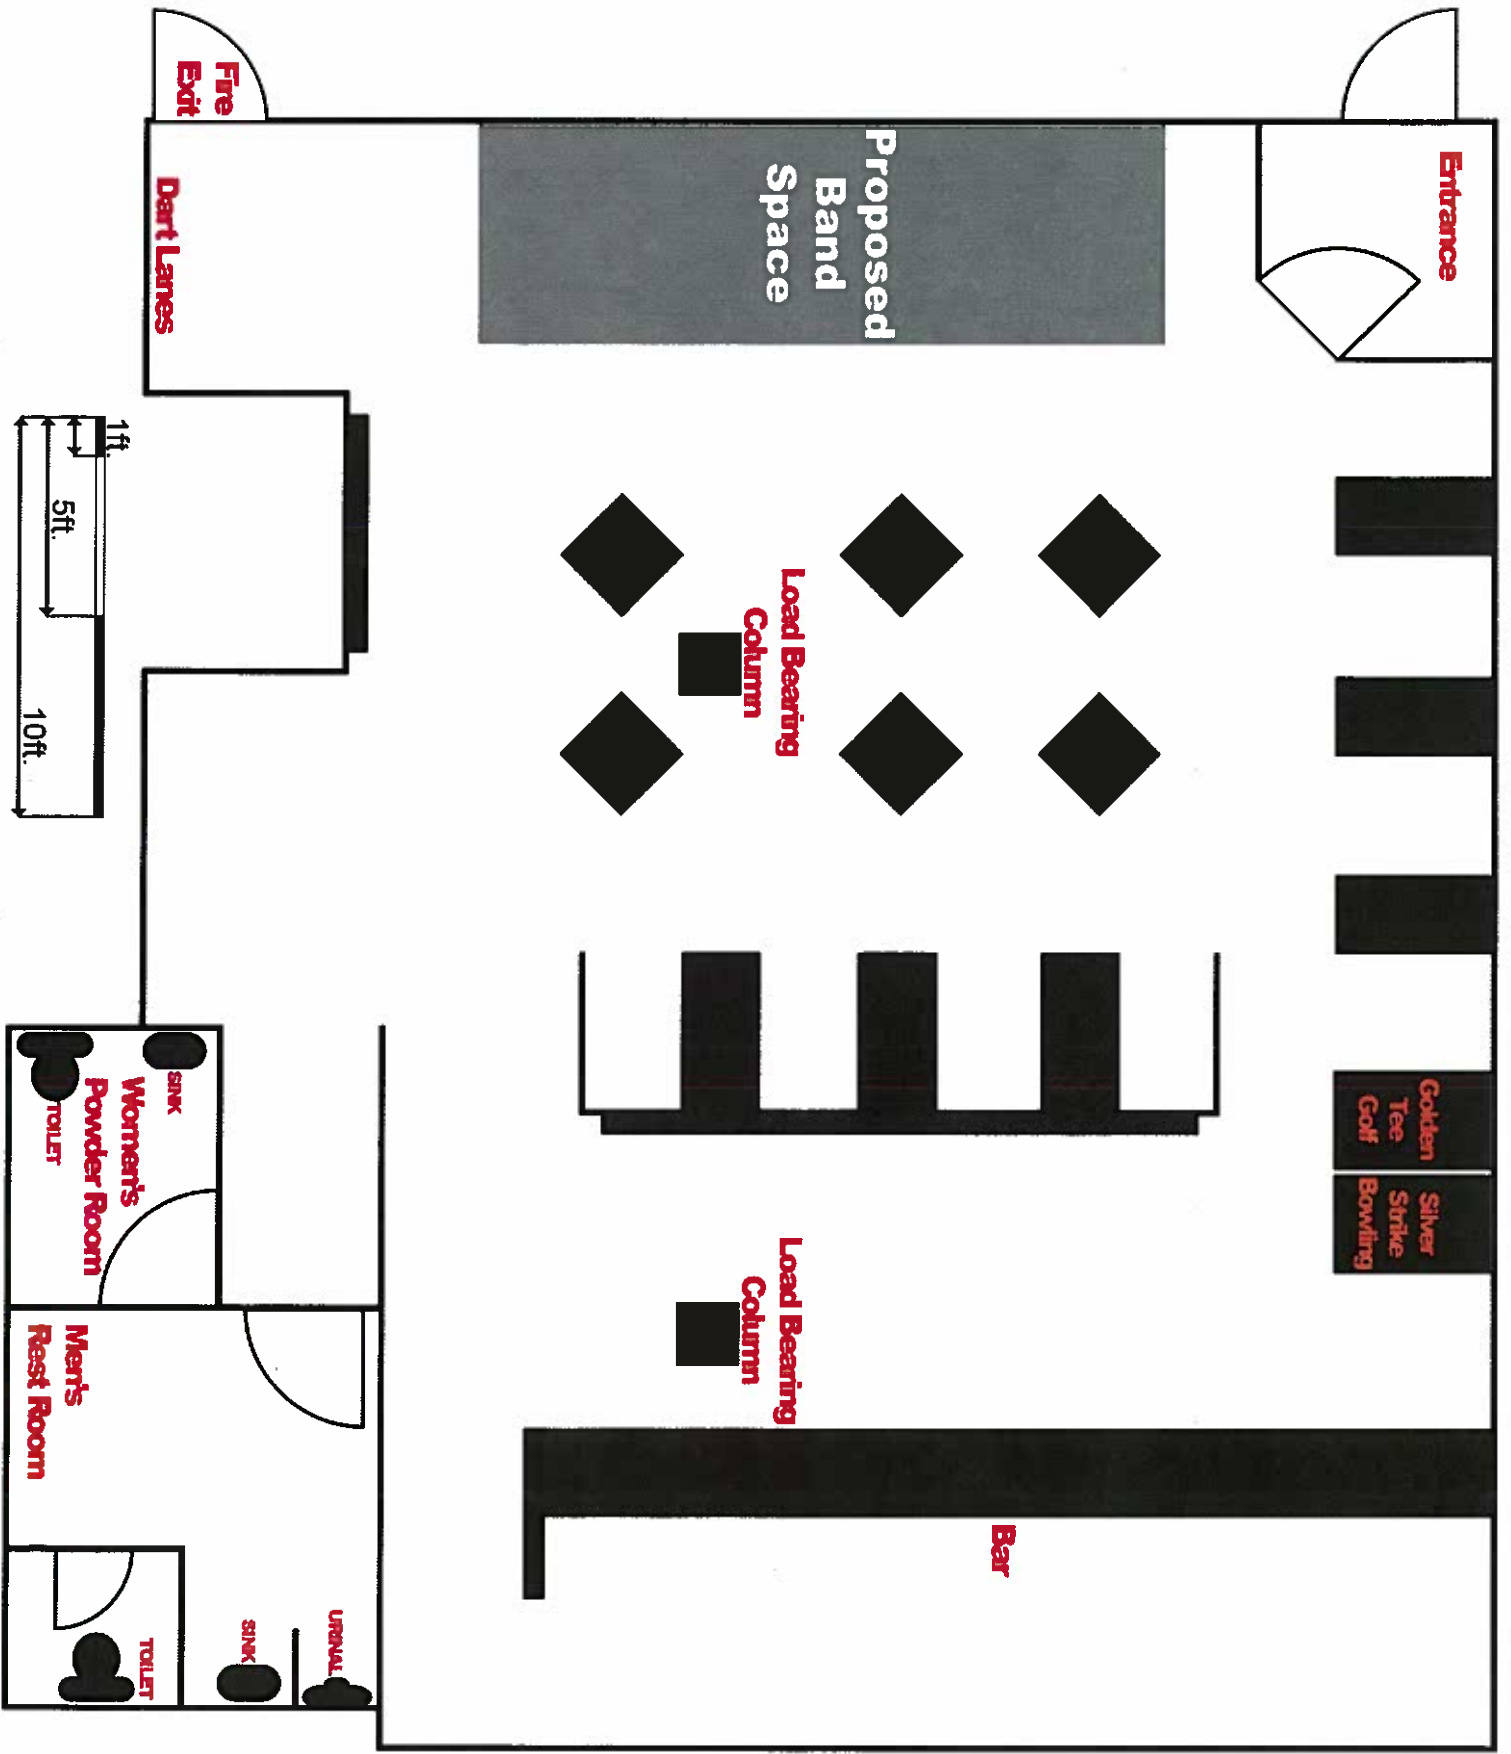 Entrance
Proposed
Band
Space
Fire
Exit
Dart Lanes
1ft.
5ft.
10ft.
Load Bearing
Column
Golden
Tee
Golf
Silver
Strike
Bowling
Load Bearing
Column
Bar
SINK
TOILET
Women's
Powder Room
Men's
Rest Room
URINAL
SINK
TOILET